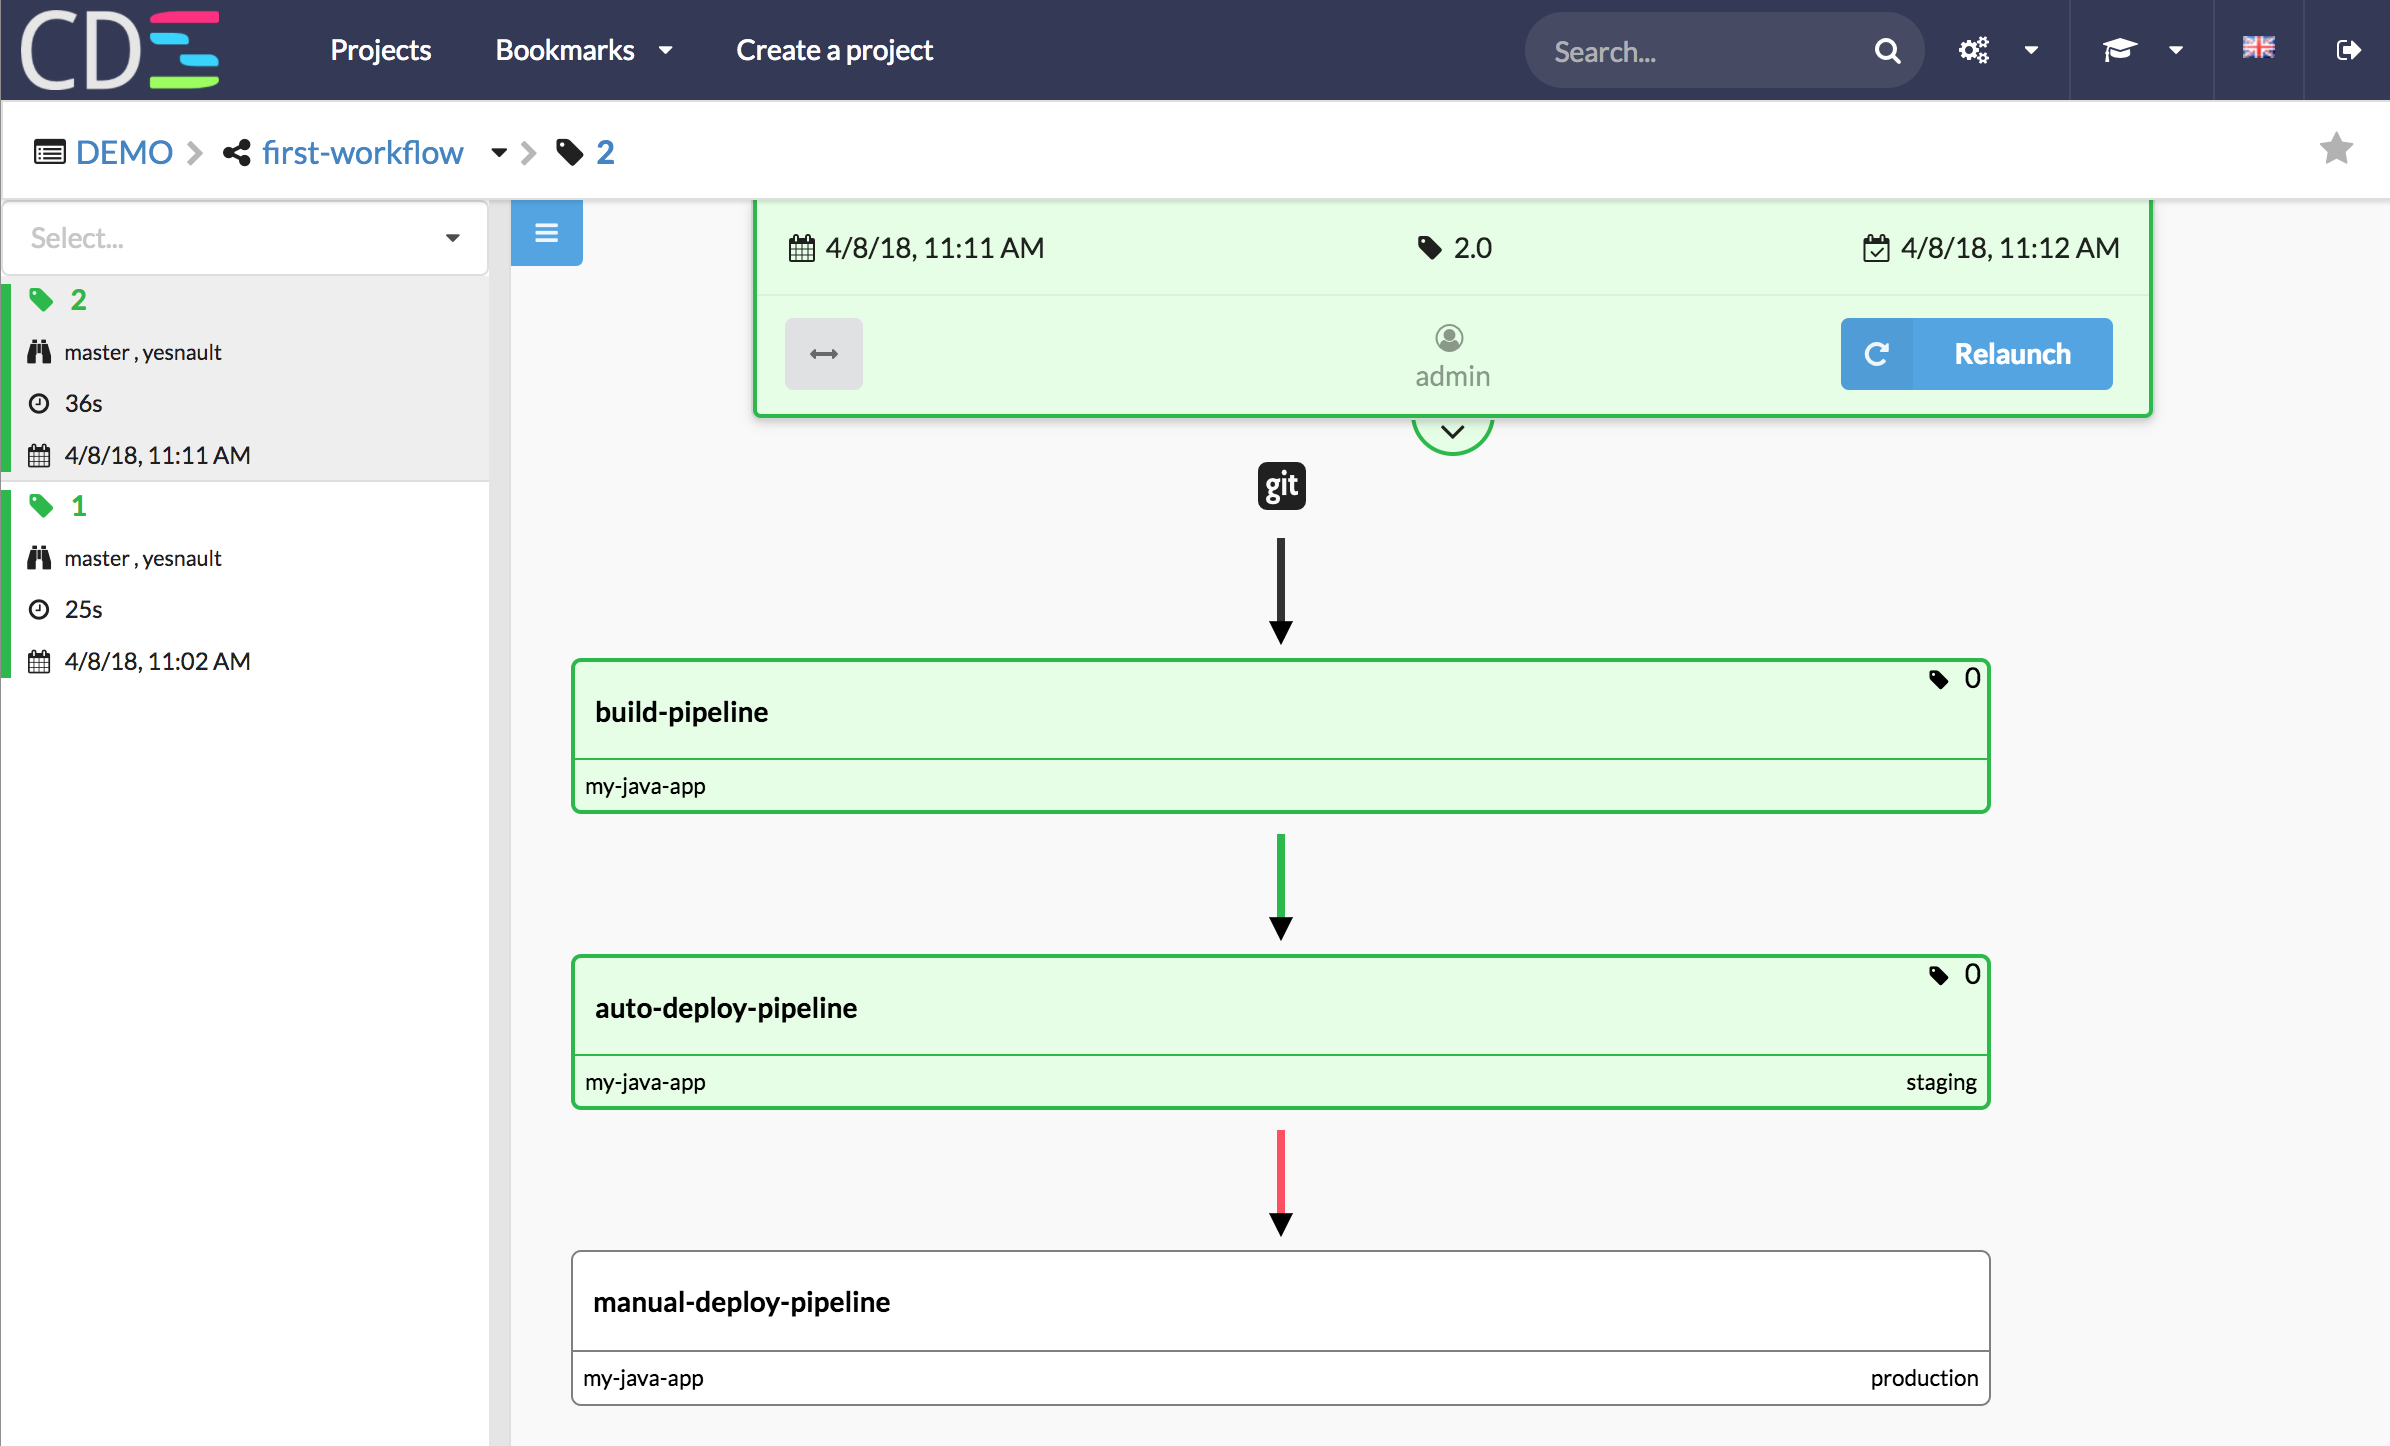 CD
Projects Bookmarks Create a project Search...
DEMO first-workflow 2
Select...
2
master , yesnault
36s
4/8/18, 11:11 AM
1
master , yesnault
25s
4/8/18, 11:02 AM
4/8/18, 11:11 AM 2.0 4/8/18, 11:12 AM
admin Relaunch
git
0
build-pipeline
my-java-app
0
auto-deploy-pipeline
my-java-app staging
manual-deploy-pipeline
my-java-app production